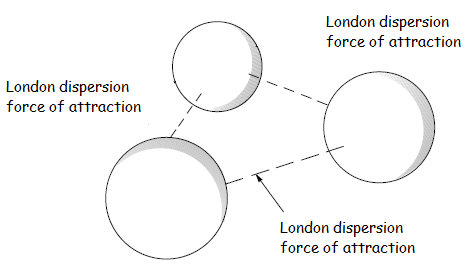 London dispersion
force of attraction
London dispersion
force of attraction
London dispersion
force of attraction